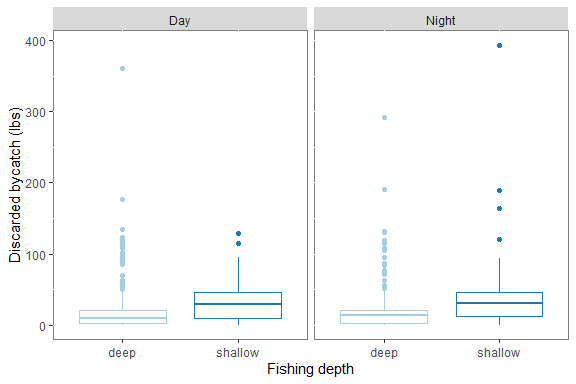 Day Night
Discarded bycatch (lbs)
400
300
200
100
0
deep shallow deep shallow
Fishing depth